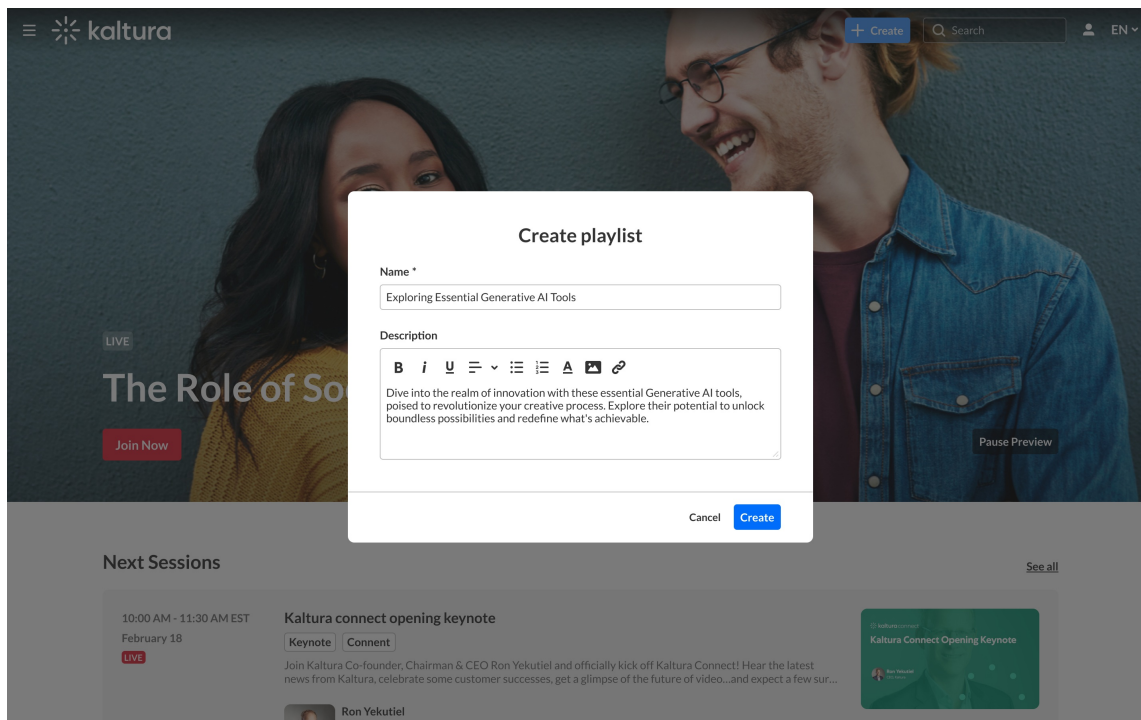 kaltura
Create
Search
EN
Create playlist
Name *
Exploring Essential Generative AI Tools
Description
B i U A
Dive into the realm of innovation with these essential Generative AI tools,
poised to revolutionize your creative process. Explore their potential to unlock
boundless possibilities and redefine what's achievable.
Cancel Create
LIVE
The Role of So
Join Now
Pause Preview
Next Sessions
See all
10:00 AM - 11:30 AM EST
February 18
LIVE
Kaltura connect opening keynote
Keynote Connent
Join Kaltura Co-founder, Chairman & CEO Ron Yekutiel and officially kick off Kaltura Connect! Hear the latest
news from Kaltura, celebrate some customer successes, get a glimpse of the future of video...and expect a few sur...
Ron Yekutiel
kalturaconnect
Kaltura Connect Opening Keynote
Ron Yekutiel